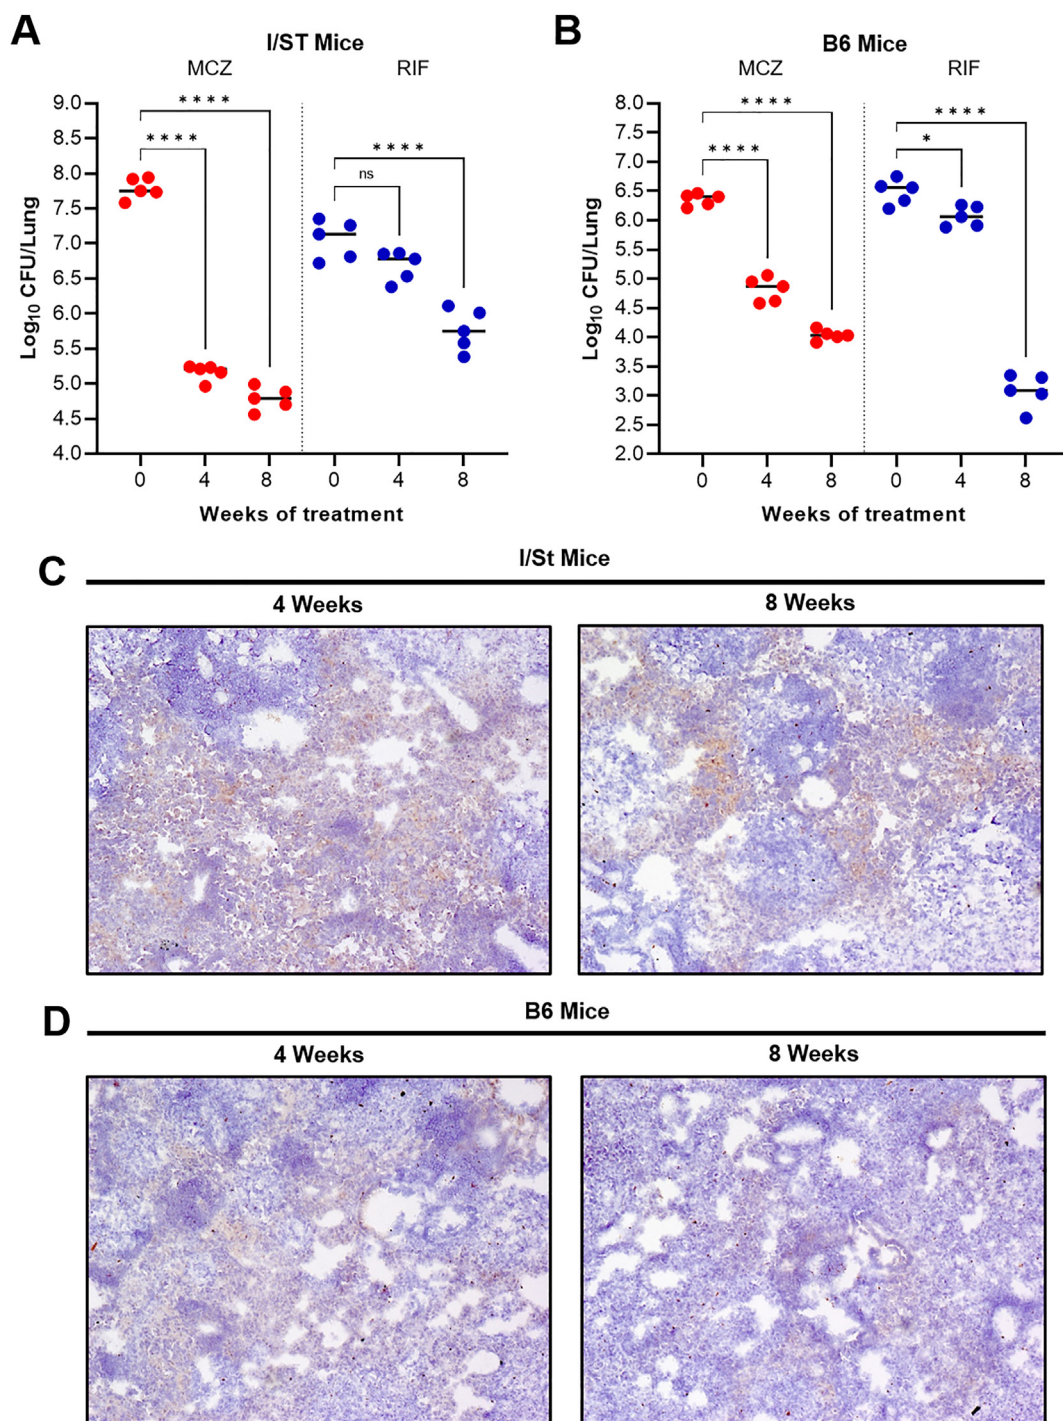 A
I/ST Mice
MCZ
RIF
Log10 CFU/Lung
9.0
8.5
8.0
7.5
7.0
6.5
6.0
5.5
5.0
4.5
4.0
****
****
****
ns
0
4
8
0
4
8
Weeks of treatment
B
B6 Mice
MCZ
RIF
Log10 CFU/Lung
8.0
7.5
7.0
6.5
6.0
5.5
5.0
4.5
4.0
3.5
3.0
2.5
2.0
****
****
****
*
0
4
8
0
4
8
Weeks of treatment
C
I/St Mice
4 Weeks
8 Weeks
D
B6 Mice
4 Weeks
8 Weeks